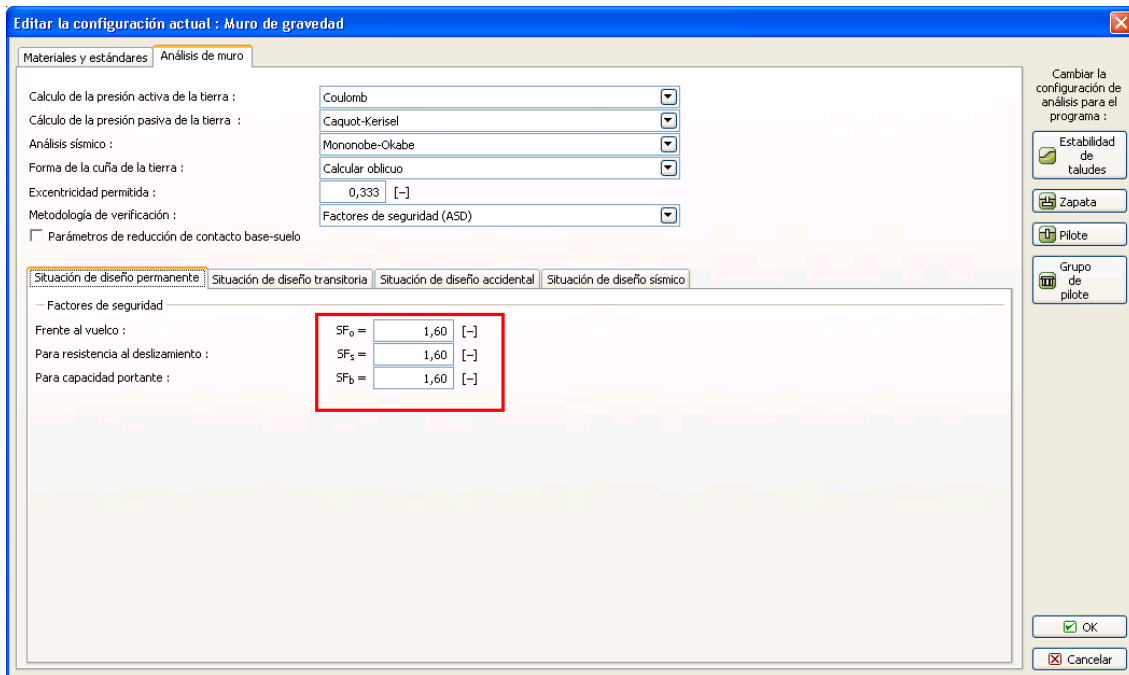 Editar la configuración actual : Muro de gravedad
Materiales y estándares
Análisis de muro
Calculo de la presión activa de la tierra :
Coulomb
Cálculo de la presión pasiva de la tierra :
Caquot-Kerisel
Análisis sísmico :
Mononobe-Okabe
Forma de la cuña de la tierra :
Calcular oblicuo
Excentricidad permitida :
0,333 [–]
Metodología de verificación :
Factores de seguridad (ASD)
Parámetros de reducción de contacto base-suelo
Situación de diseño permanente
Situación de diseño transitoria
Situación de diseño accidental
Situación de diseño sísmico
Factores de seguridad
Frente al vuelco :
SFo = 1,60 [–]
Para resistencia al deslizamiento :
SFs = 1,60 [–]
Para capacidad portante :
SFb = 1,60 [–]
Cambiar la
configuración de
análisis para el
programa :
Estabilidad
de
taludes
Zapata
Pilote
Grupo
de
pilote
OK
Cancelar